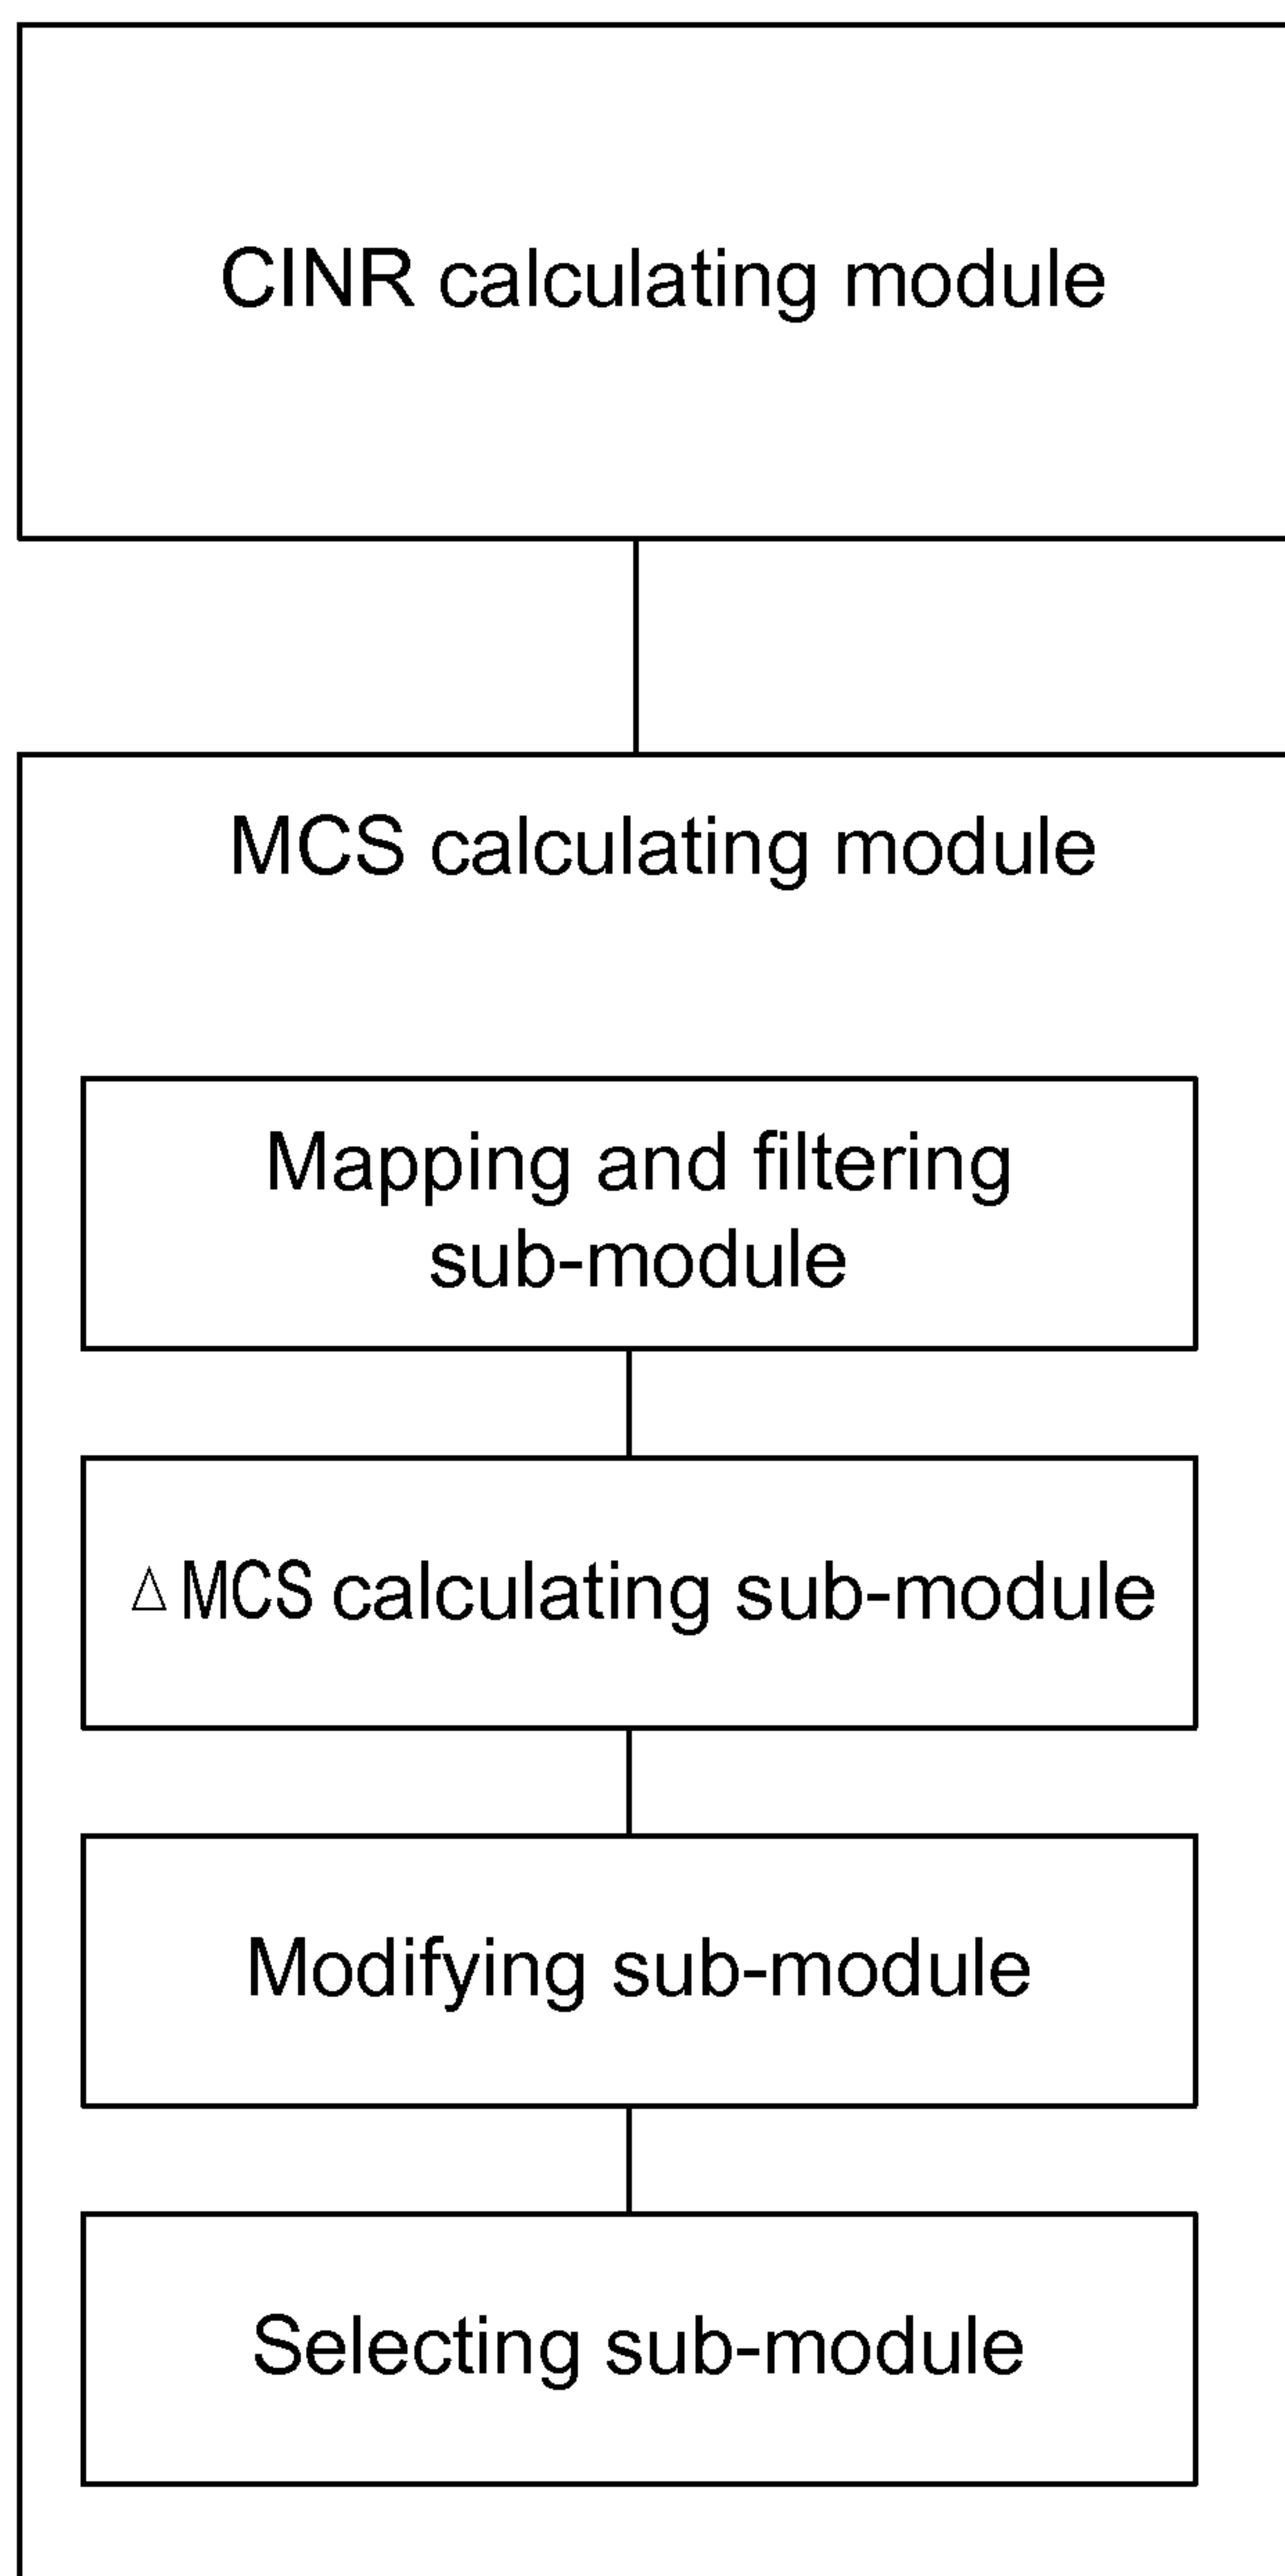 CINR calculating module
MCS calculating module
Mapping and filtering
sub-module
△MCS calculating sub-module
Modifying sub-module
Selecting sub-module